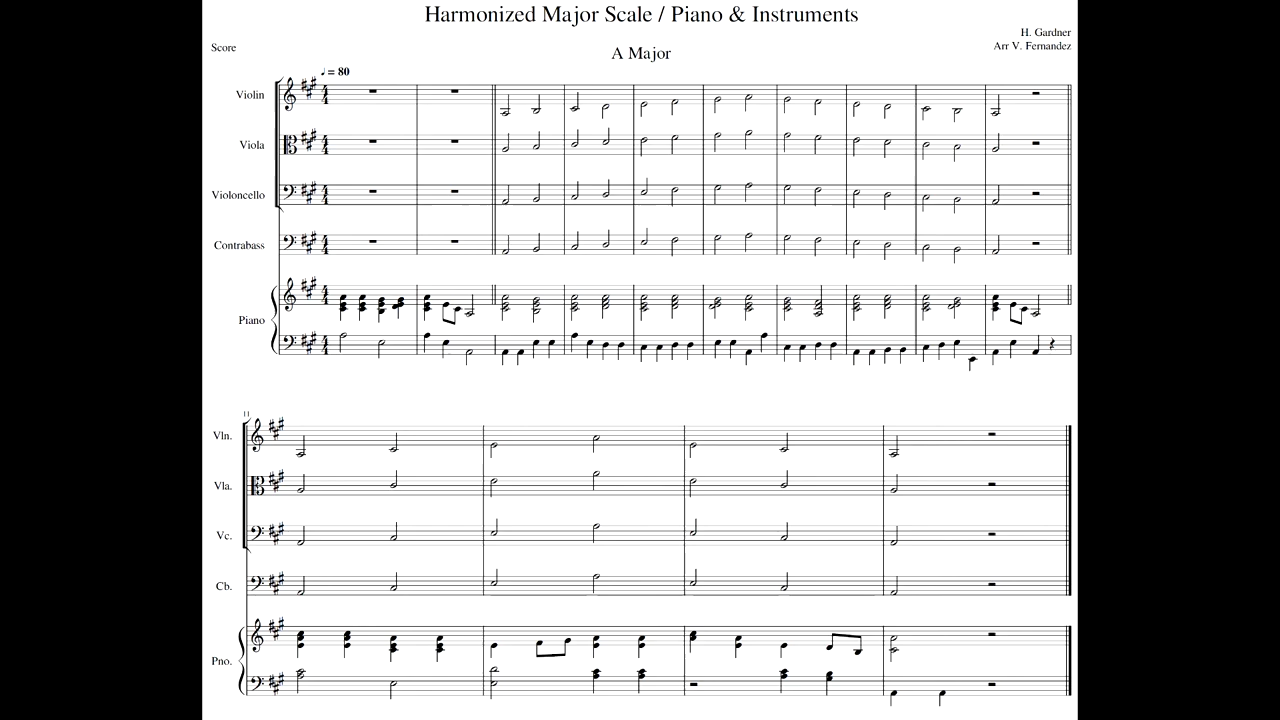 Harmonized Major Scale / Piano & Instruments
H. Gardner
Score
Arr V. Fernandez
A Major
♩ = 80
Violin
Viola
Violoncello
Contrabass
Piano
11
Vln.
Vla.
Vc.
Cb.
Pno.